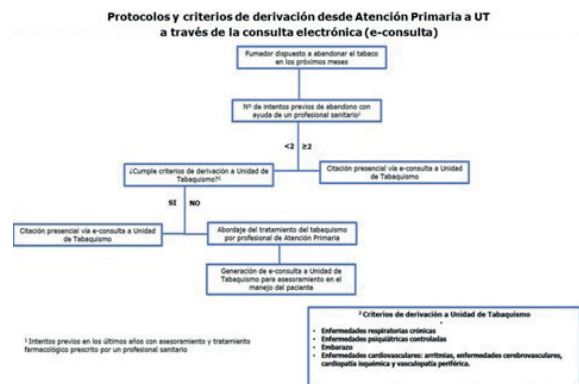 Protocolos y criterios de derivación desde Atención Primaria a UT
a través de la consulta electrónica (e-consulta)
Fumador dispuesto a abandonar el tabaco
en los próximos meses
Nº de intentos previos de abandono con
ayuda de un profesional sanitario¹
<2 ≥2
¿Cumple criterios de derivación a Unidad de
Tabaquismo?²
Citación presencial vía e-consulta a Unidad
de Tabaquismo
SI NO
Citación presencial vía e-consulta a Unidad
de Tabaquismo
Abordaje del tratamiento del tabaquismo
por profesional de Atención Primaria
Generación de e-consulta a Unidad de
Tabaquismo para asesoramiento en el
manejo del paciente
¹ Intentos previos en los últimos años con asesoramiento y tratamiento
farmacológico prescrito por un profesional sanitario
² Criterios de derivación a Unidad de Tabaquismo
• Enfermedades respiratorias crónicas
• Enfermedades psiquiátricas controladas
• Embarazo
• Enfermedades cardiovasculares: arritmias, enfermedades cerebrovasculares,
cardiopatía isquémica y vasculopatía periférica.